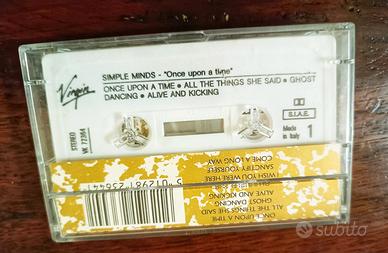 SIMPLE MINDS - "Once upon a time"
ONCE UPON A TIME • ALL THE THINGS SHE SAID • GHOST
DANCING • ALIVE AND KICKING
Virgin
STEREO
S.I.A.E.
Made
in Italy
1
COME A LONG WAY
SANCTIFY YOURSELF
I WISH YOU WERE HERE
ALIVE AND KICKING
GHOST DANCING
ALL THE THINGS SHE SAID
ONCE UPON A TIME
subito